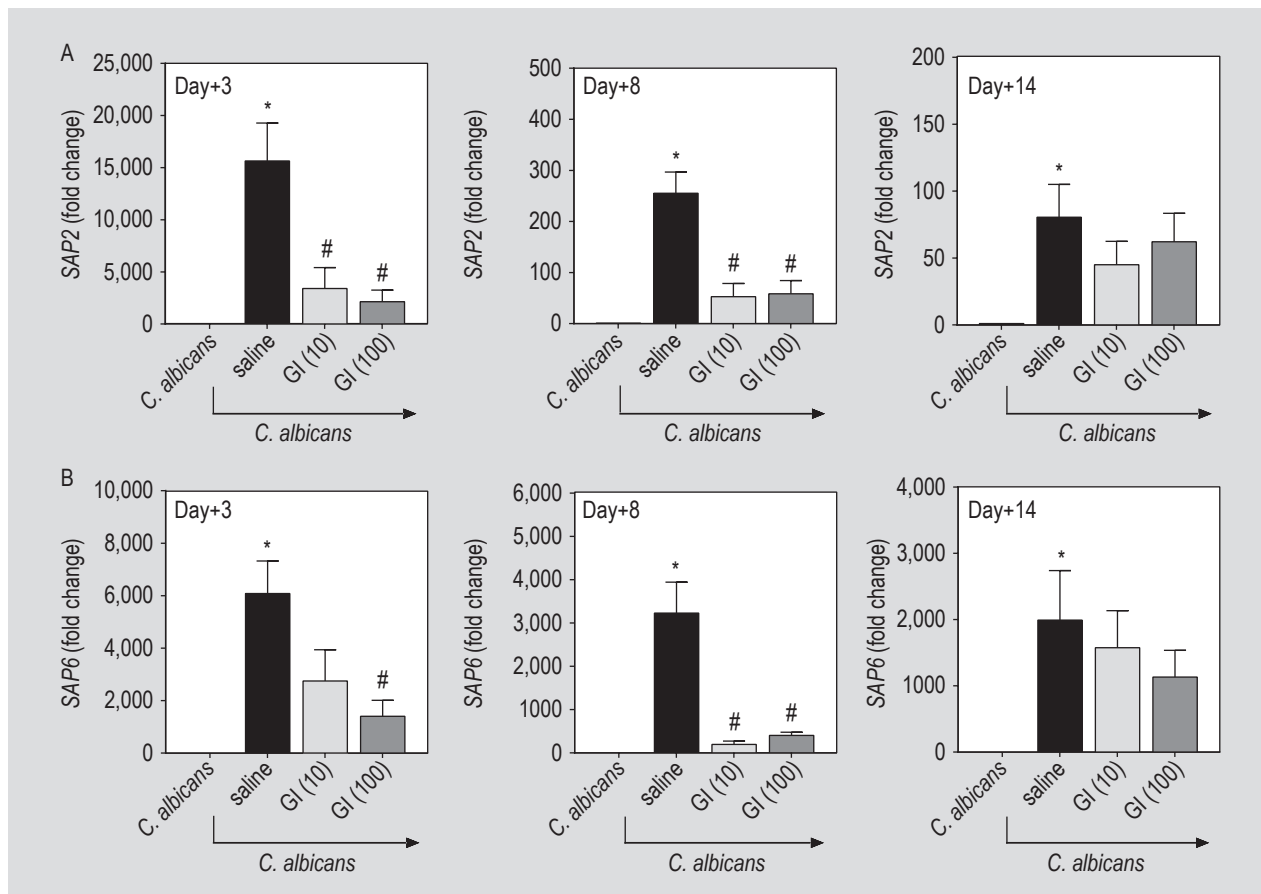 A
SAP2 (fold change)
25,000
20,000
15,000
10,000
5,000
0
Day+3
*
#
#
C. albicans
saline
GI (10)
GI (100)
C. albicans
SAP2 (fold change)
500
400
300
200
100
0
Day+8
*
#
#
C. albicans
saline
GI (10)
GI (100)
C. albicans
SAP2 (fold change)
200
150
100
50
0
Day+14
*
C. albicans
saline
GI (10)
GI (100)
C. albicans
B
SAP6 (fold change)
10,000
8,000
6,000
4,000
2,000
0
Day+3
*
#
C. albicans
saline
GI (10)
GI (100)
C. albicans
SAP6 (fold change)
6,000
5,000
4,000
3,000
2,000
1000
0
Day+8
*
#
#
C. albicans
saline
GI (10)
GI (100)
C. albicans
SAP6 (fold change)
4,000
3,000
2,000
1000
0
Day+14
*
C. albicans
saline
GI (10)
GI (100)
C. albicans